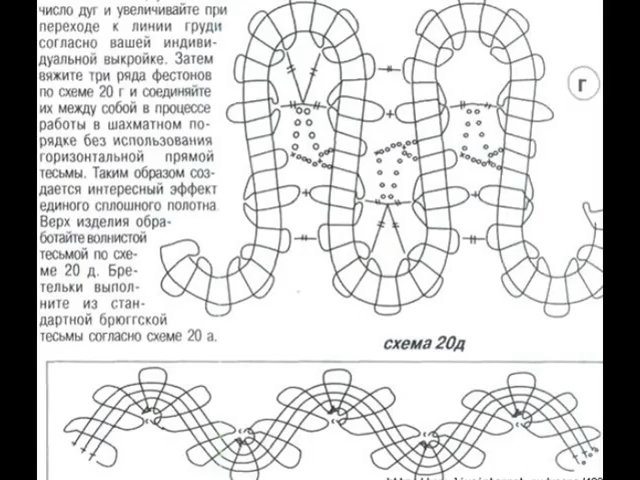 число дуг и увеличивайте при
переходе к линии груди
согласно вашей индиви-
дуальной выкройке. Затем
вяжите три ряда фестонов
по схеме 20 г и соединяйте
их между собой в процессе
работы в шахматном по-
рядке без использования
горизонтальной прямой
тесьмы. Таким образом соз-
дается интересный эффект
единого сплошного полотна.
Верх изделия обра-
ботайте волнистой
тесьмой по схе-
ме 20 д. Бре-
тельки выпол-
ните из стан-
дартной брюггской
тесьмы согласно схеме 20 а.
г
схема 20д